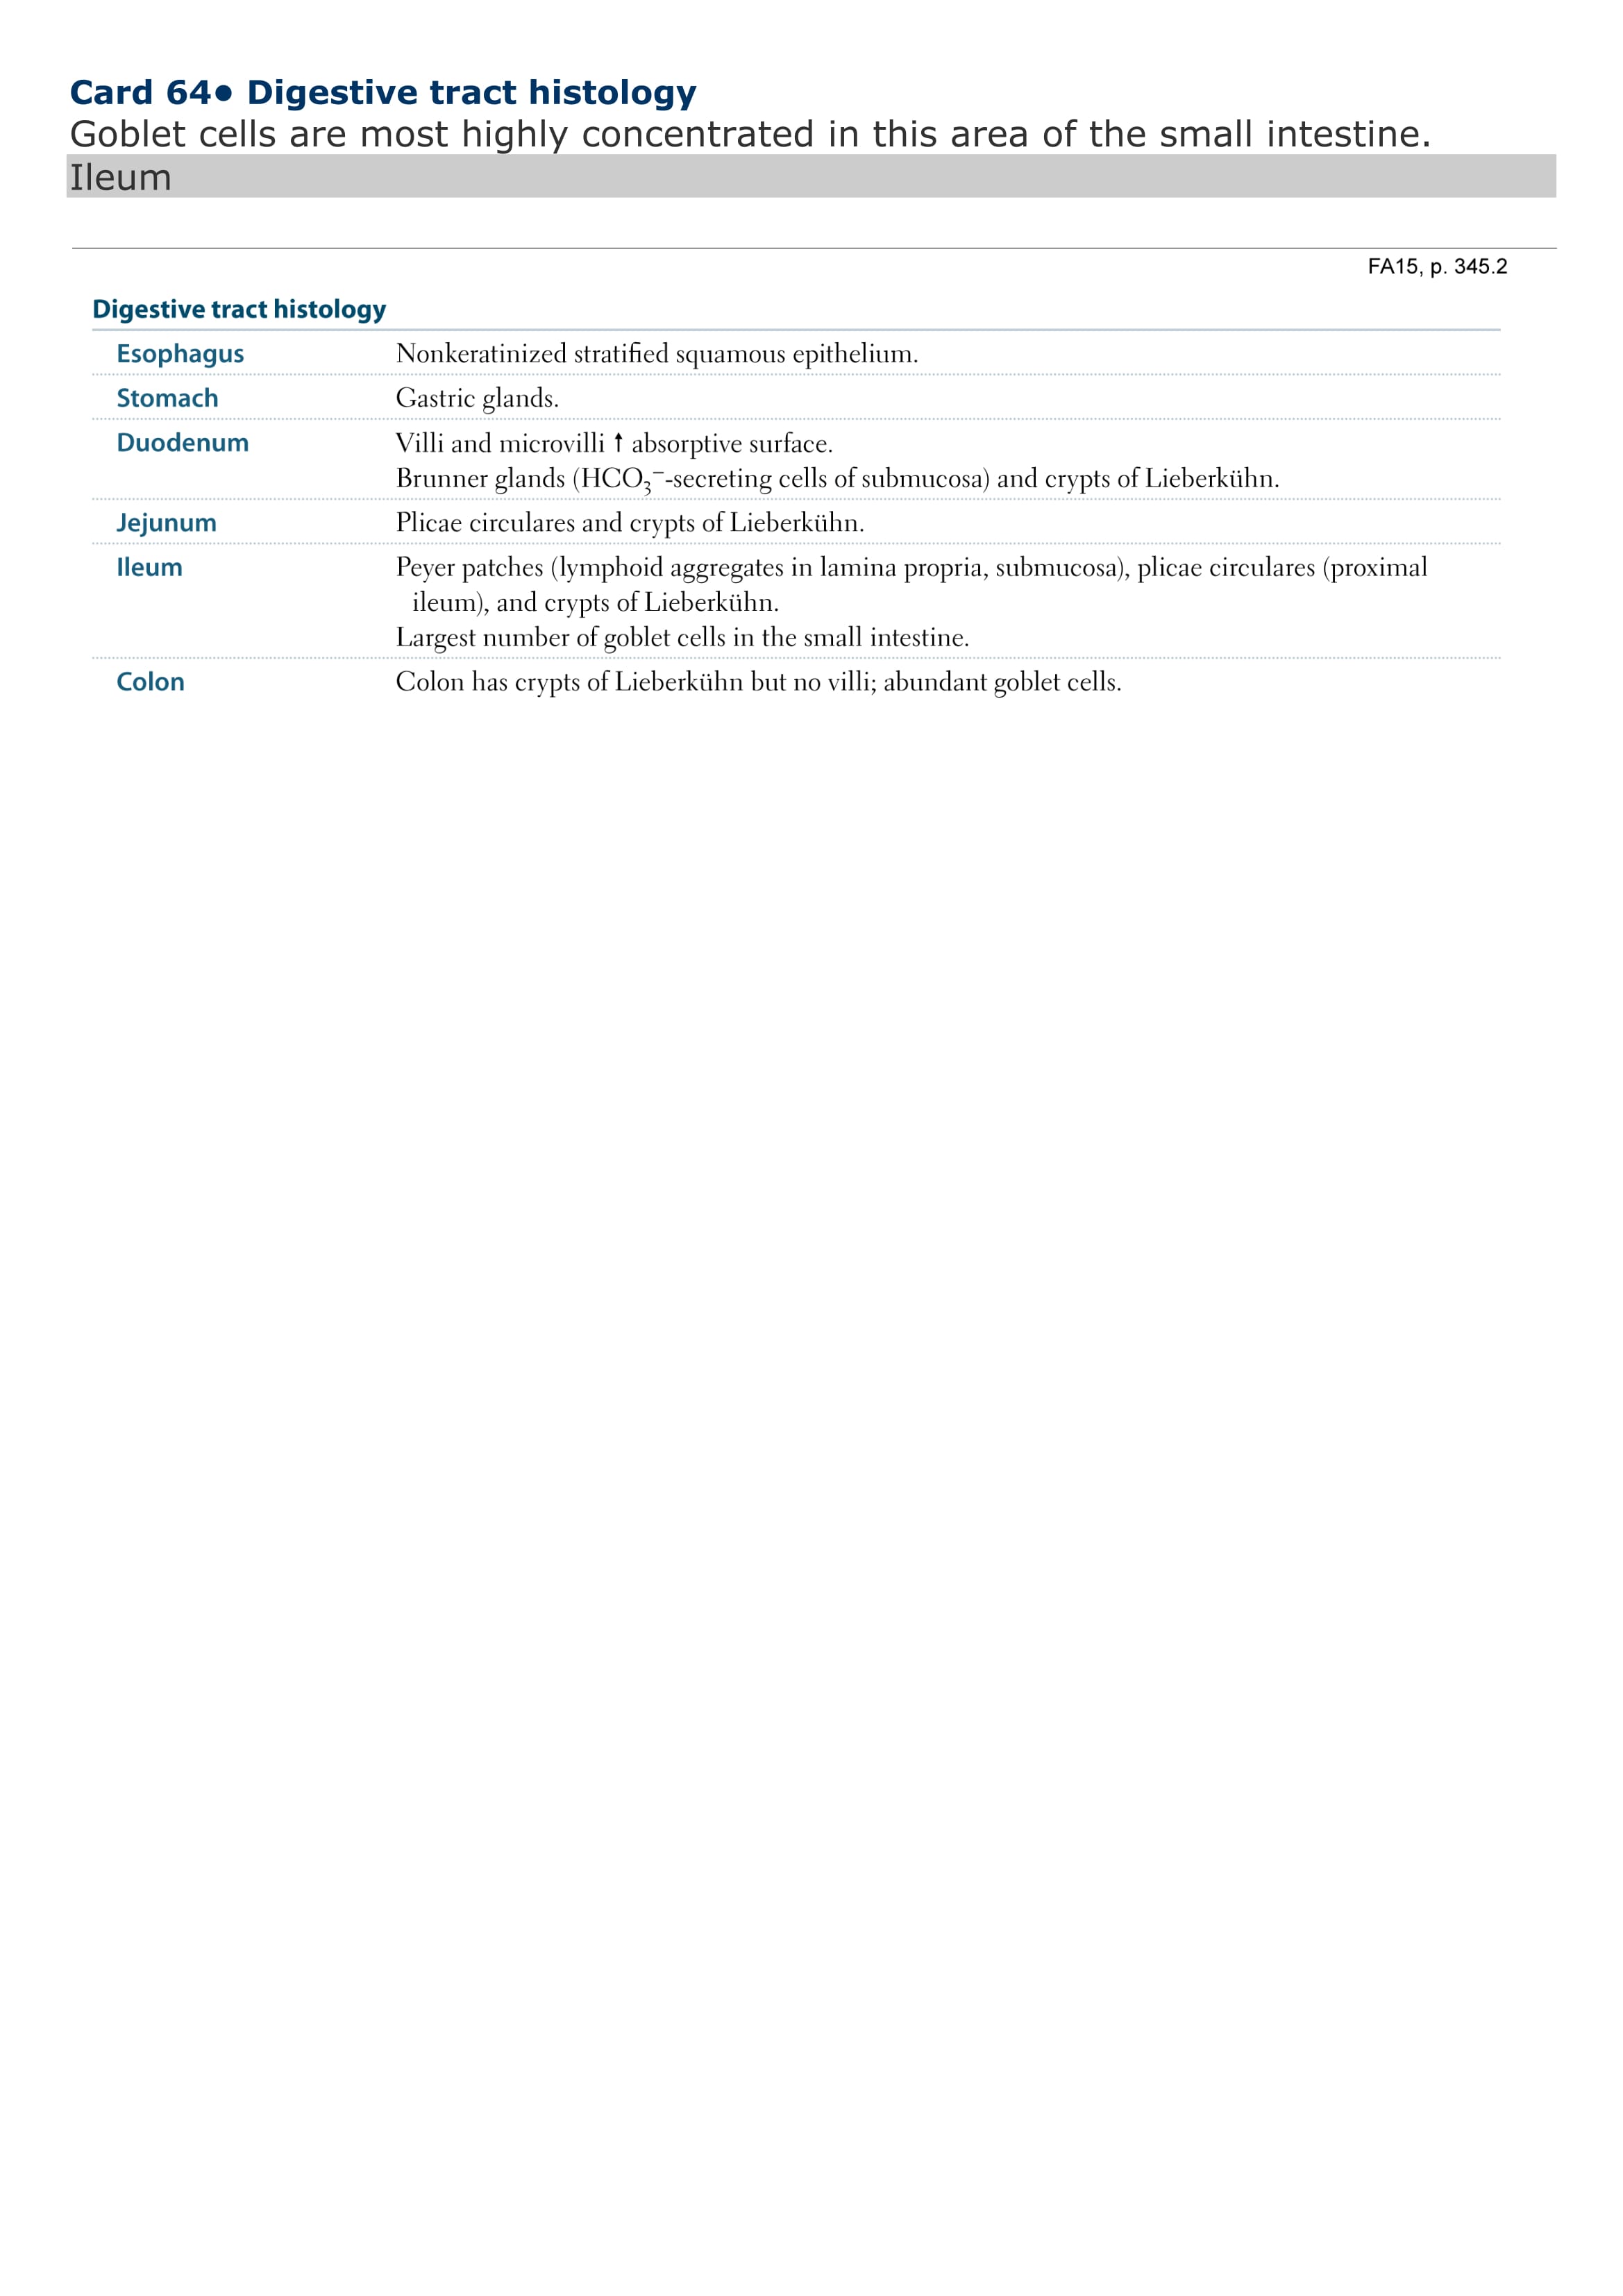 Card 64● Digestive tract histology
Goblet cells are most highly concentrated in this area of the small intestine.
Ileum
FA15, p. 345.2
Digestive tract histology
Esophagus Nonkeratinized stratified squamous epithelium.
Stomach Gastric glands.
Duodenum Villi and microvilli ↑ absorptive surface.
Brunner glands (HCO₃⁻-secreting cells of submucosa) and crypts of Lieberkühn.
Jejunum Plicae circulares and crypts of Lieberkühn.
Ileum Peyer patches (lymphoid aggregates in lamina propria, submucosa), plicae circulares (proximal
ileum), and crypts of Lieberkühn.
Largest number of goblet cells in the small intestine.
Colon Colon has crypts of Lieberkühn but no villi; abundant goblet cells.